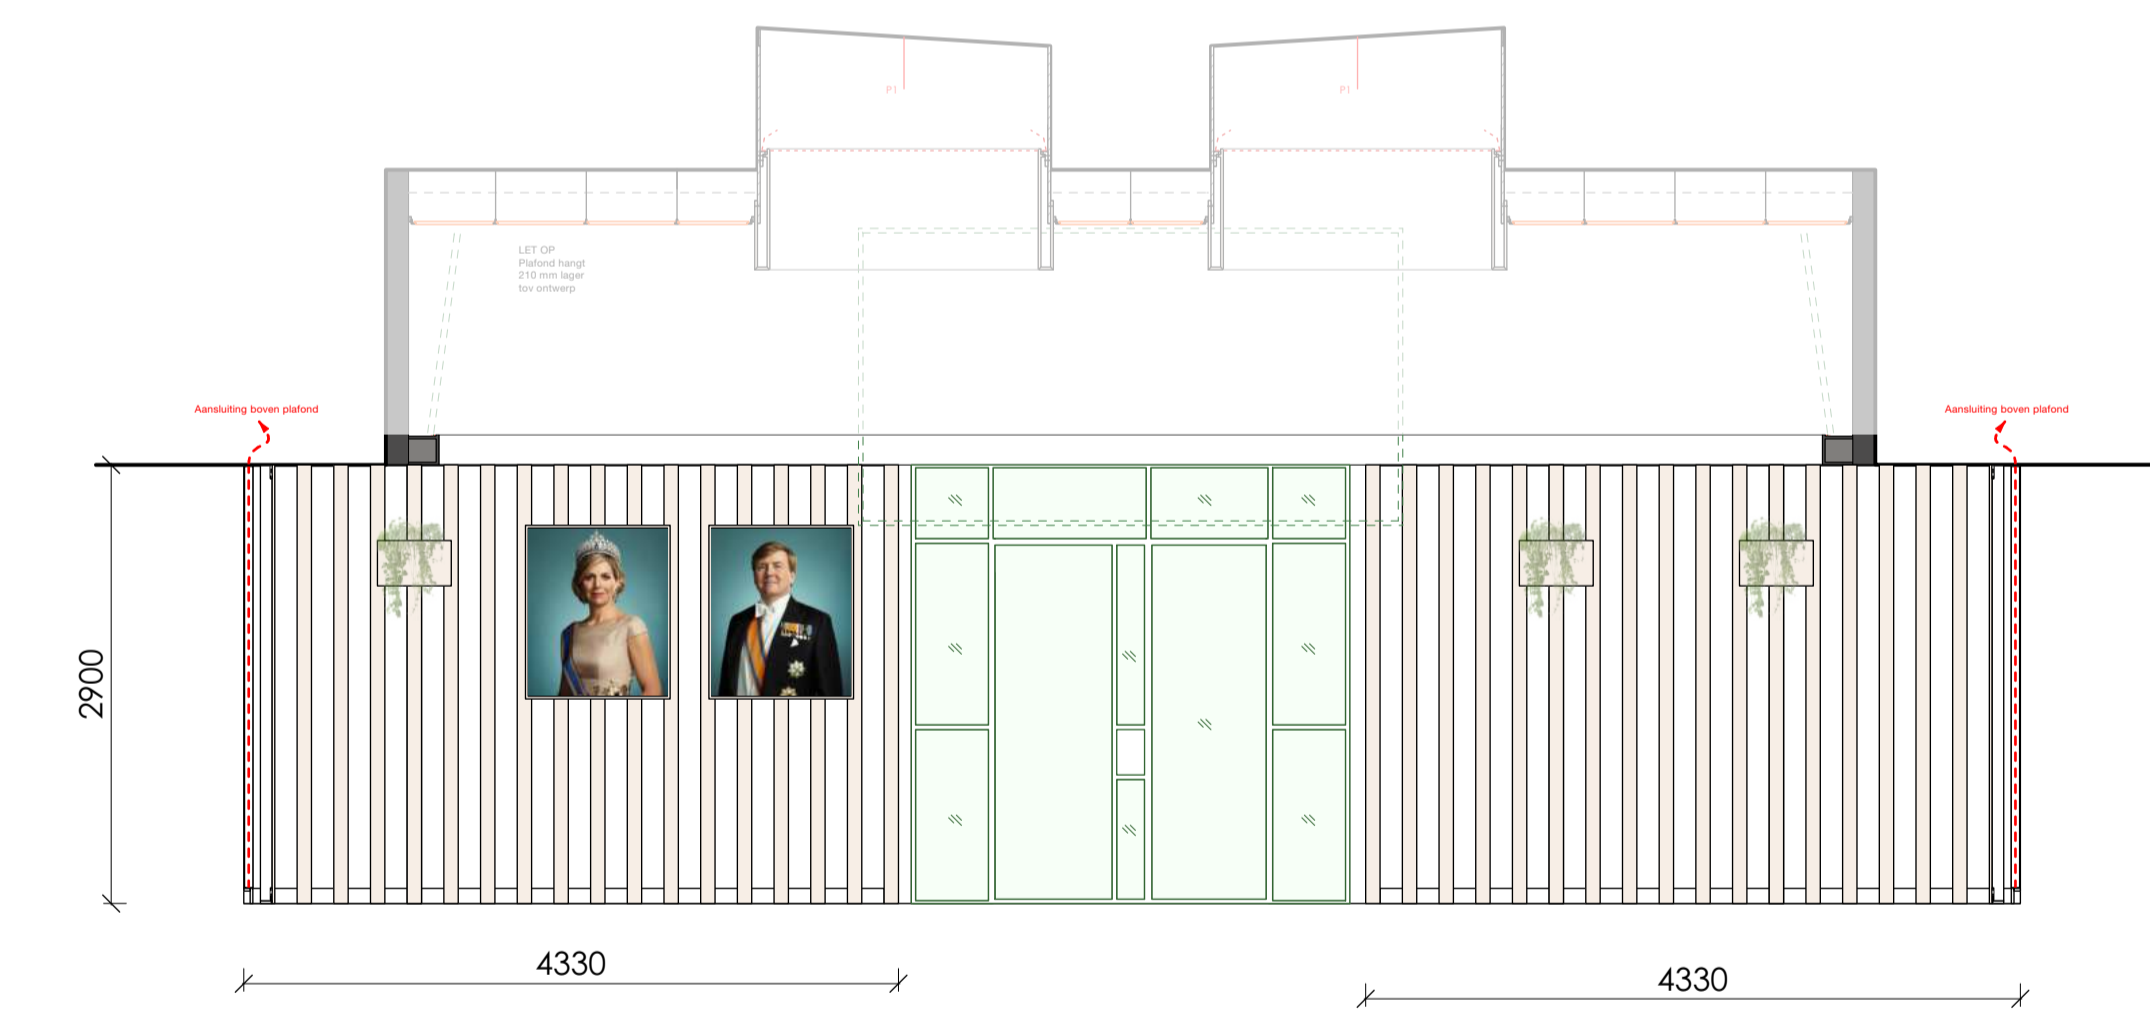 P1
P1
LET OP
Plafond hangt
210 mm lager
tov ontwerp
Aansluiting boven plafond
Aansluiting boven plafond
2900
4330
4330